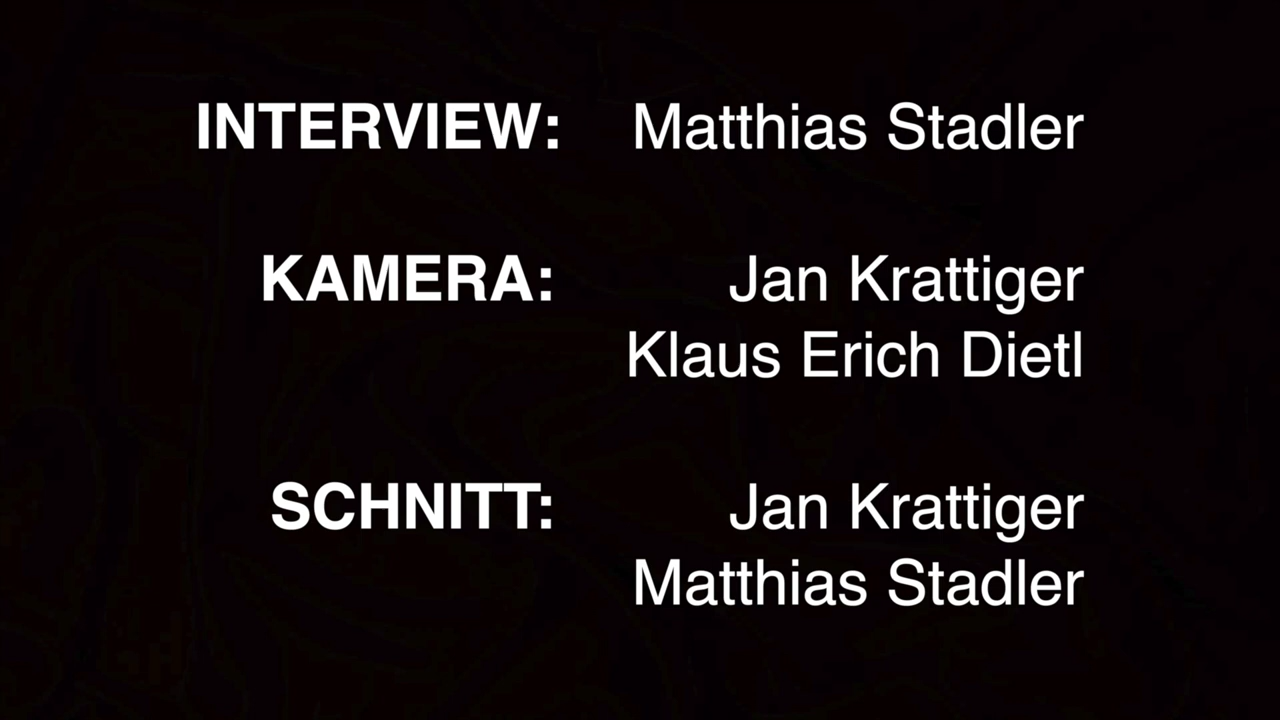 INTERVIEW: Matthias Stadler
KAMERA: Jan Krattiger
Klaus Erich Dietl
SCHNITT: Jan Krattiger
Matthias Stadler